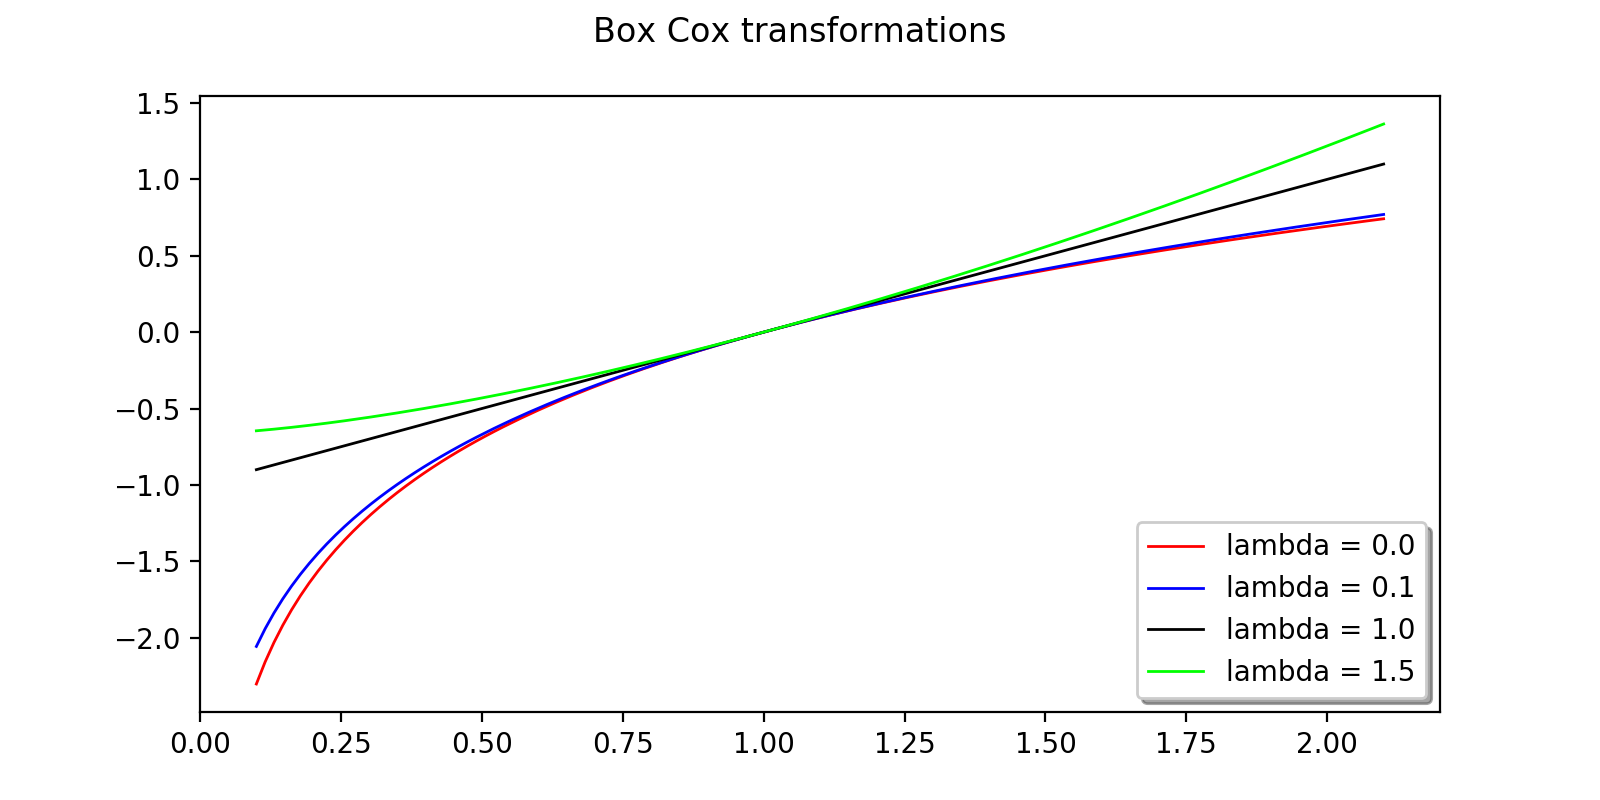 Box Cox transformations
1.5
1.0
0.5
0.0
−0.5
−1.0
−1.5
−2.0
0.00 0.25 0.50 0.75 1.00 1.25 1.50 1.75 2.00
lambda = 0.0
lambda = 0.1
lambda = 1.0
lambda = 1.5